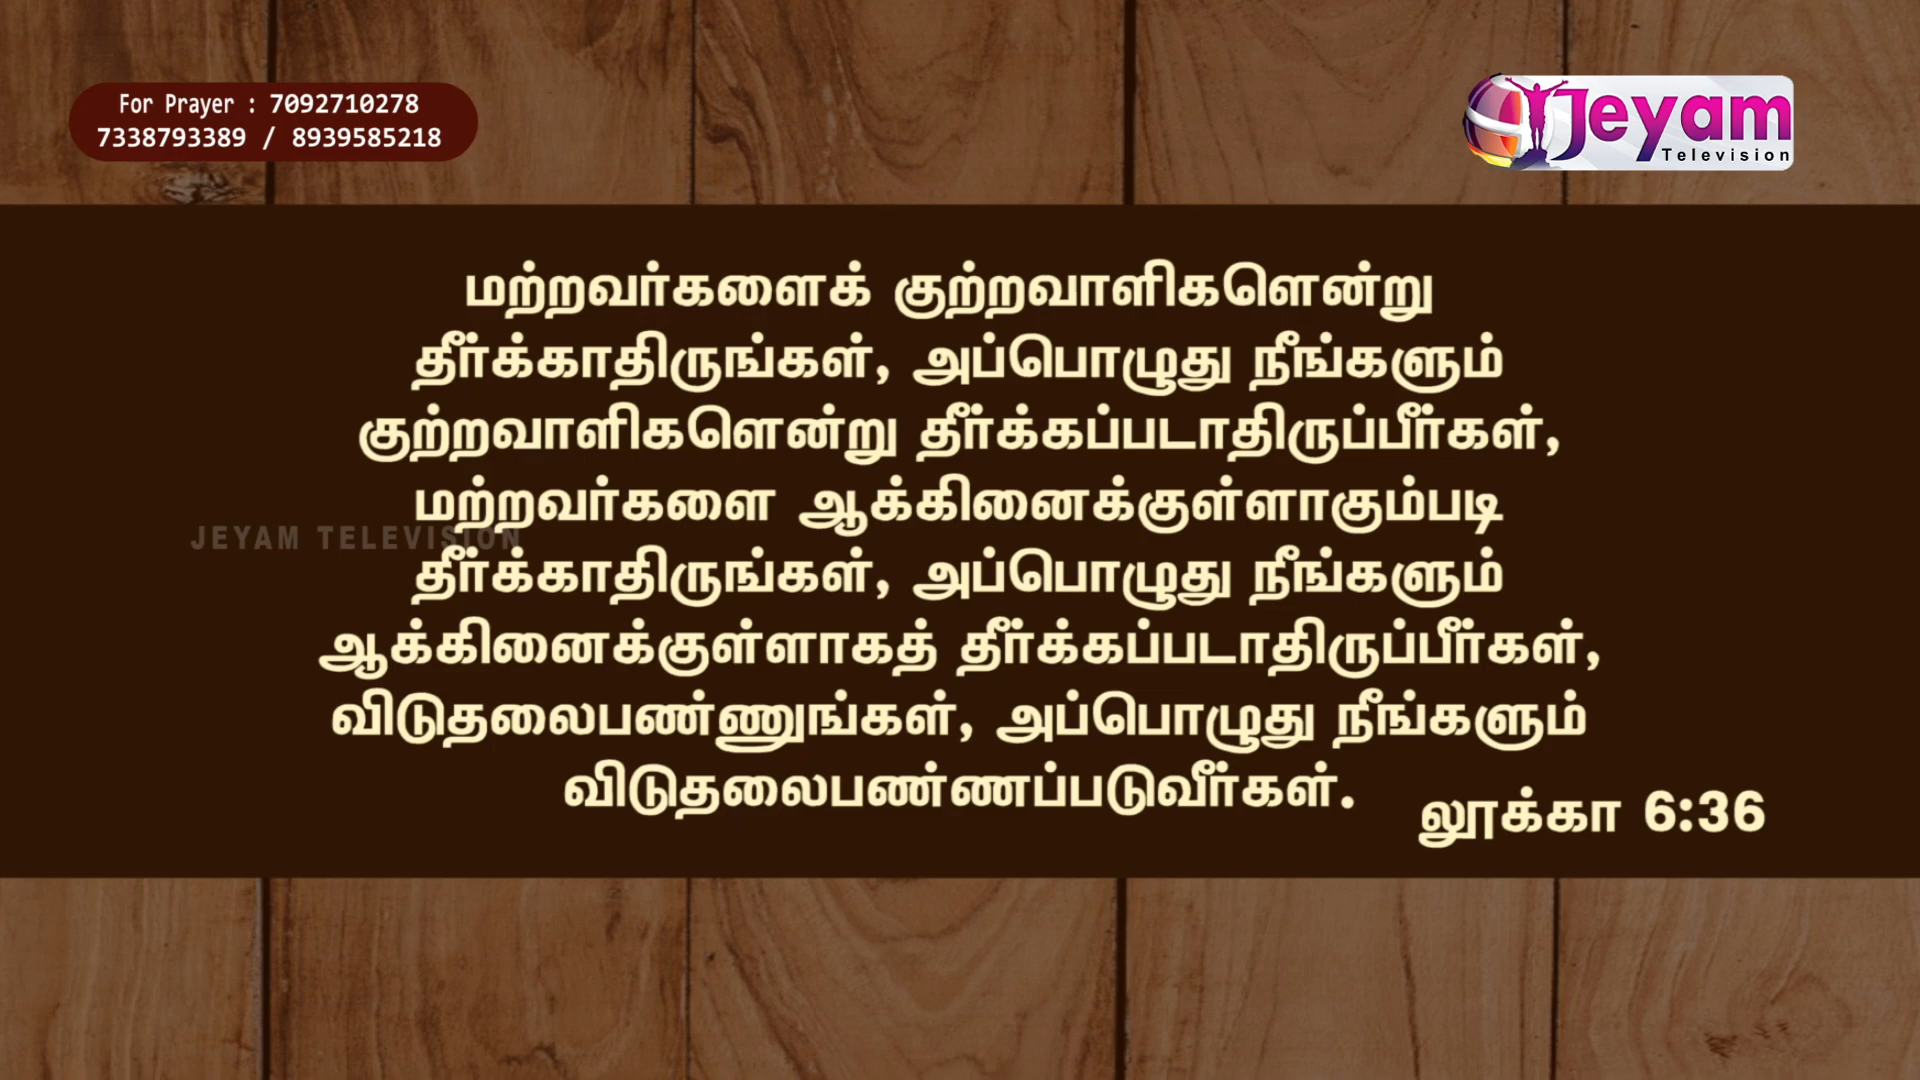 For Prayer : 7092710278
7338793389 / 8939585218
Jeyam
Television
மற்றவர்களைக் குற்றவாளிகளென்று
தீர்க்காதிருங்கள், அப்பொழுது நீங்களும்
குற்றவாளிகளென்று தீர்க்கப்படாதிருப்பீர்கள்,
மற்றவர்களை ஆக்கினைக்குள்ளாகும்படி
JEYAM TELEVISION
தீர்க்காதிருங்கள், அப்பொழுது நீங்களும்
ஆக்கினைக்குள்ளாகத் தீர்க்கப்படாதிருப்பீர்கள்,
விடுதலைபண்ணுங்கள், அப்பொழுது நீங்களும்
விடுதலைபண்ணப்படுவீர்கள்.
லூக்கா 6:36